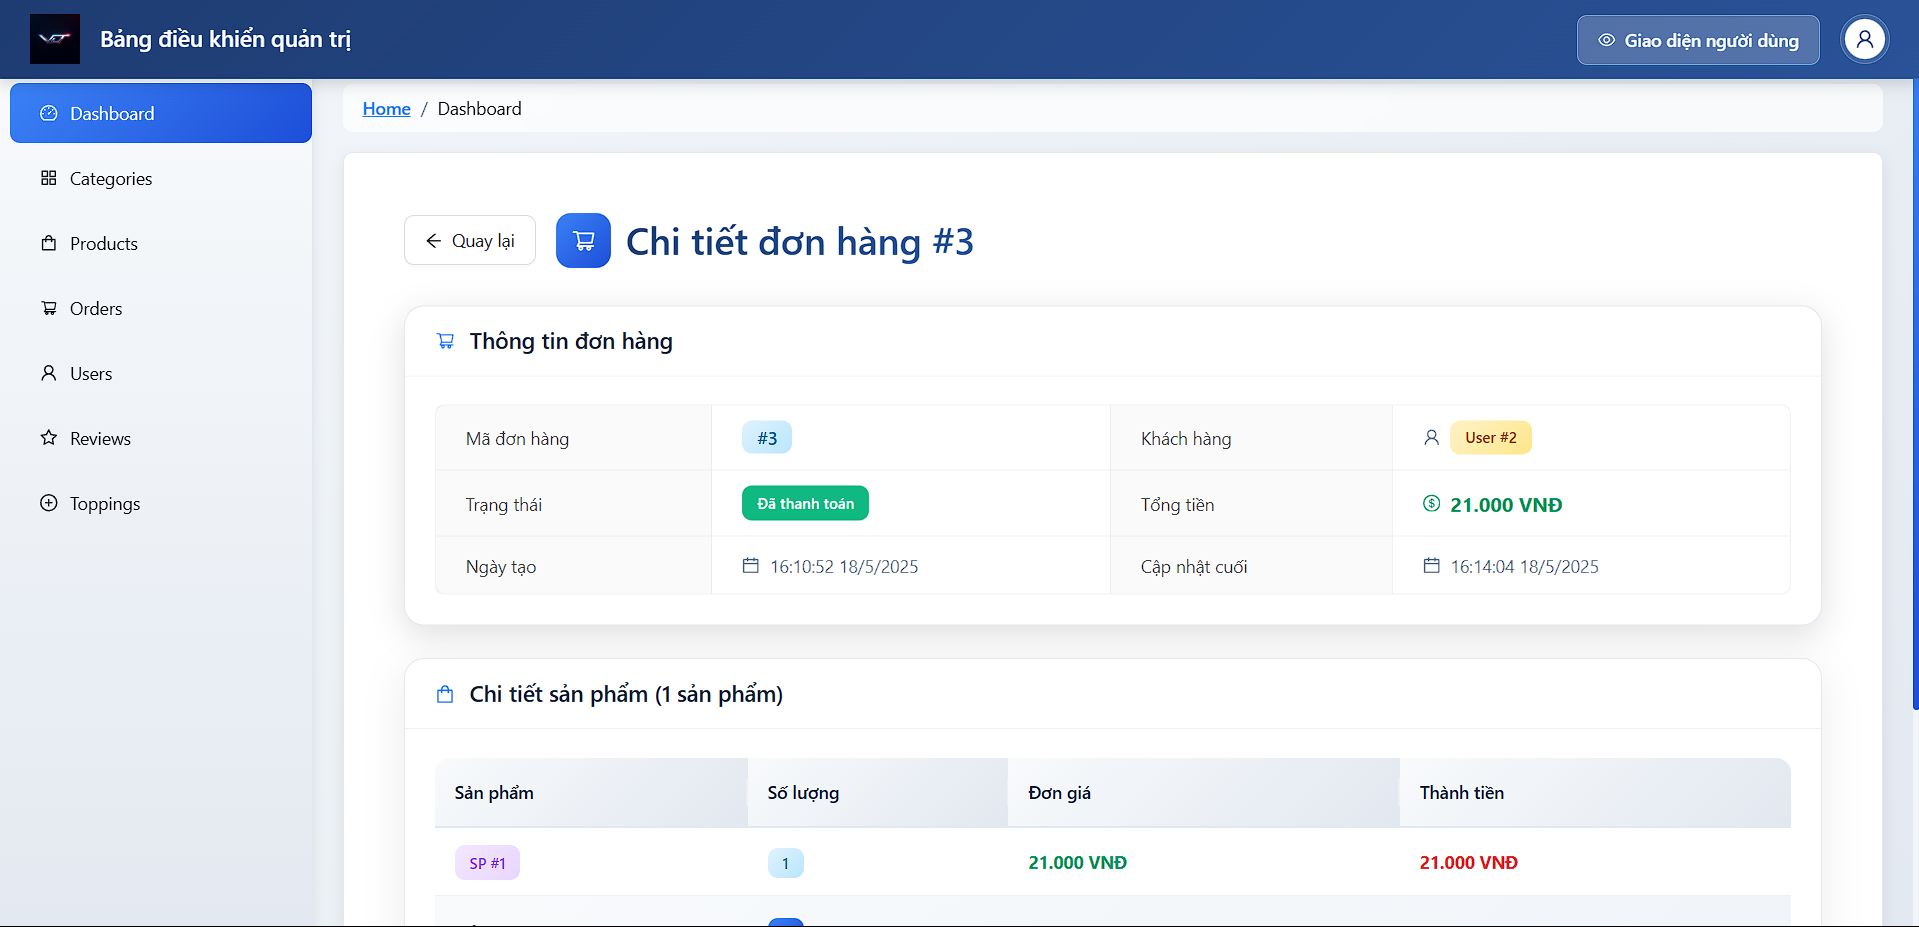 Bảng điều khiển quản trị
Giao diện người dùng
Dashboard
Categories
Products
Orders
Users
Reviews
Toppings
Home / Dashboard
Quay lại
Chi tiết đơn hàng #3
Thông tin đơn hàng
Mã đơn hàng #3 Khách hàng User #2
Trạng thái Đã thanh toán Tổng tiền 21.000 VNĐ
Ngày tạo 16:10:52 18/5/2025 Cập nhật cuối 16:14:04 18/5/2025
Chi tiết sản phẩm (1 sản phẩm)
Sản phẩm Số lượng Đơn giá Thành tiền
SP #1 1 21.000 VNĐ 21.000 VNĐ